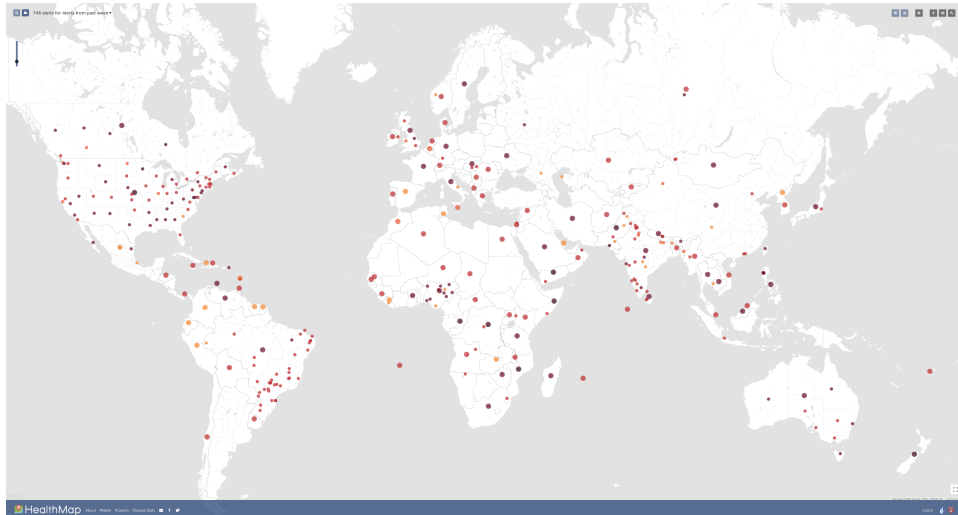 746 alerts for Alerts from past week
HealthMap About Mobile Projects Disease Daily
Log In